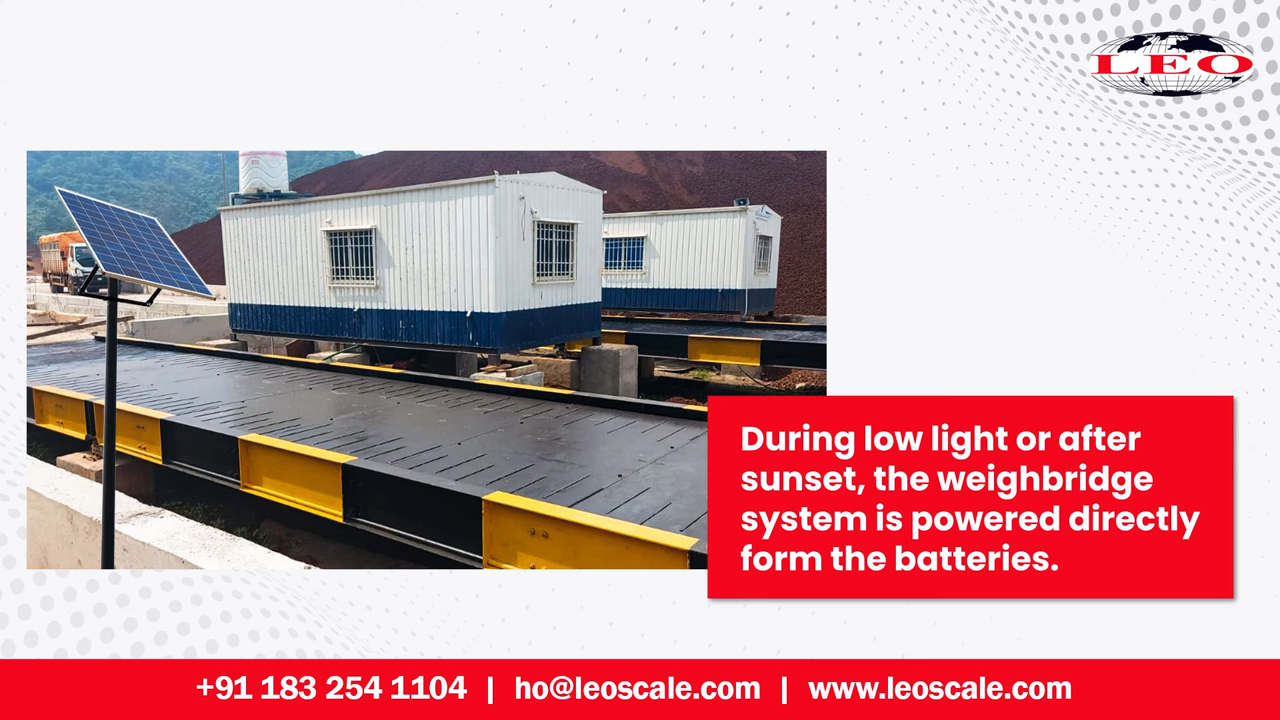 LEO
During low light or after
sunset, the weighbridge
system is powered directly
form the batteries.
+91 183 254 1104 | ho@leoscale.com | www.leoscale.com